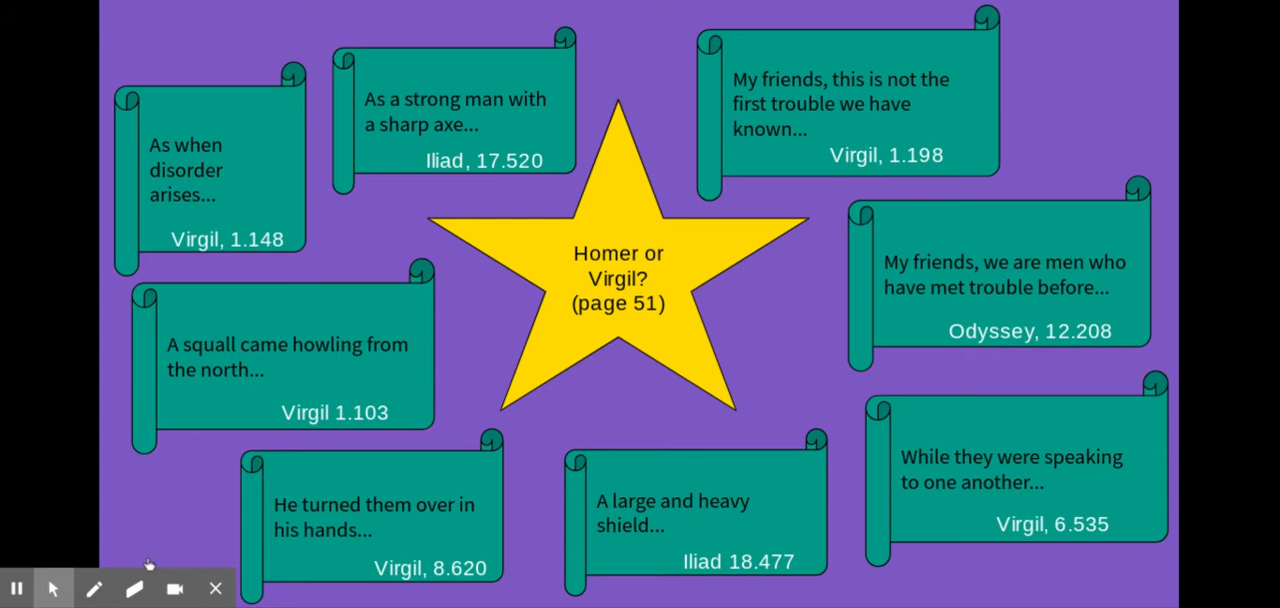 As when
disorder
arises...
Virgil, 1.148
As a strong man with
a sharp axe...
Iliad, 17.520
My friends, this is not the
first trouble we have
known...
Virgil, 1.198
Homer or
Virgil?
(page 51)
My friends, we are men who
have met trouble before...
Odyssey, 12.208
A squall came howling from
the north...
Virgil 1.103
He turned them over in
his hands...
Virgil, 8.620
A large and heavy
shield...
Iliad 18.477
While they were speaking
to one another...
Virgil, 6.535